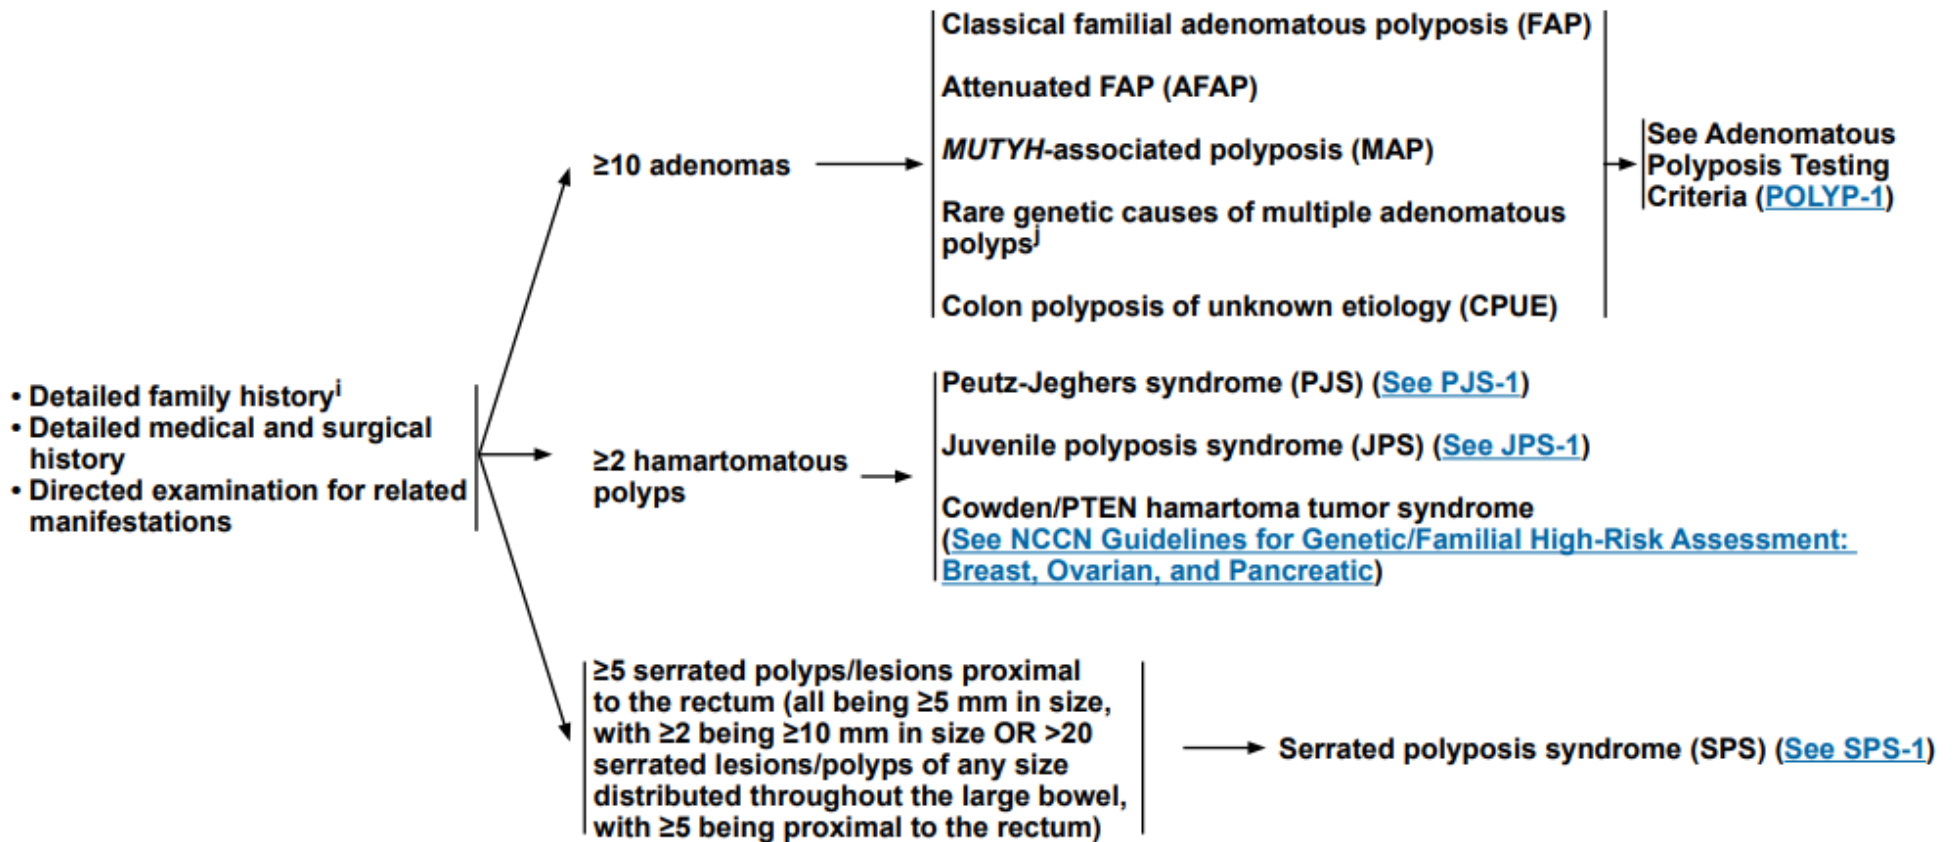 • Detailed family historyⁱ
• Detailed medical and surgical
history
• Directed examination for related
manifestations
≥10 adenomas
Classical familial adenomatous polyposis (FAP)
Attenuated FAP (AFAP)
MUTYH-associated polyposis (MAP)
Rare genetic causes of multiple adenomatous
polypsʲ
Colon polyposis of unknown etiology (CPUE)
See Adenomatous
Polyposis Testing
Criteria (POLYP-1)
≥2 hamartomatous
polyps
Peutz-Jeghers syndrome (PJS) (See PJS-1)
Juvenile polyposis syndrome (JPS) (See JPS-1)
Cowden/PTEN hamartoma tumor syndrome
(See NCCN Guidelines for Genetic/Familial High-Risk Assessment:
Breast, Ovarian, and Pancreatic)
≥5 serrated polyps/lesions proximal
to the rectum (all being ≥5 mm in size,
with ≥2 being ≥10 mm in size OR >20
serrated lesions/polyps of any size
distributed throughout the large bowel,
with ≥5 being proximal to the rectum)
Serrated polyposis syndrome (SPS) (See SPS-1)